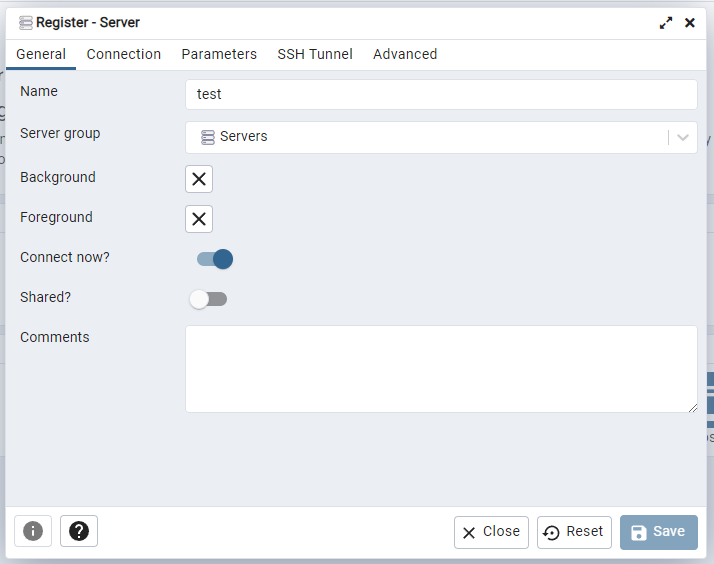 Register - Server
General Connection Parameters SSH Tunnel Advanced
Name test
Server group Servers
Background
Foreground
Connect now?
Shared?
Comments
Close Reset Save